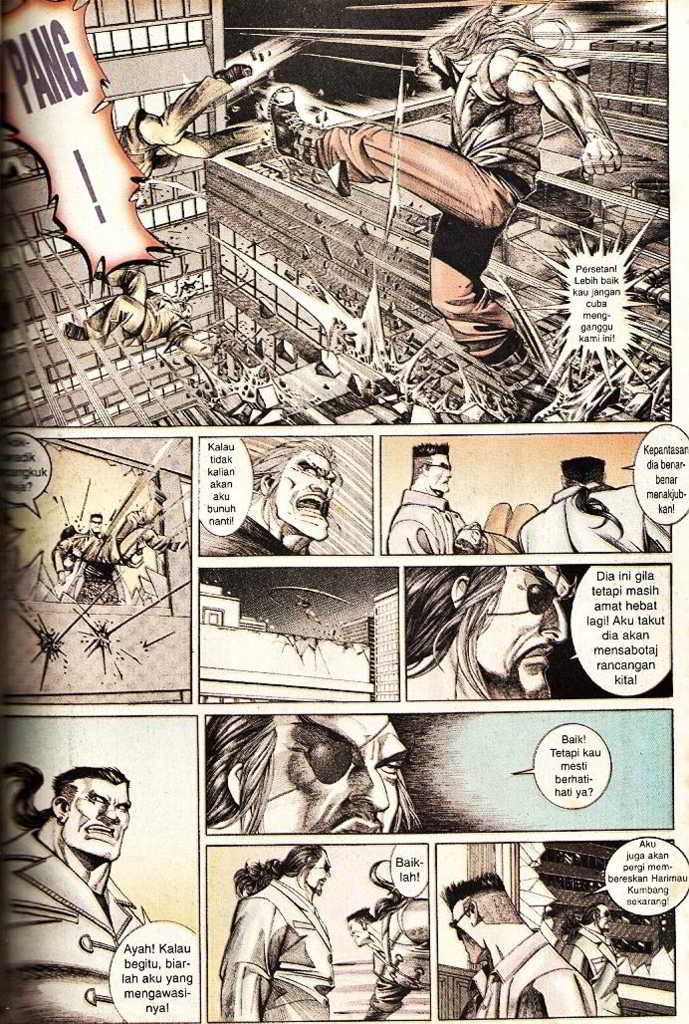 PANG
!
Persetan!
Lebih baik
kau jangan
cuba
meng-
ganggu
kami ini!
Kalau
tidak
kalian
akan
aku
bunuh
nanti!
Kepantasan
dia benar-
benar
menakjub-
kan!
Dia ini gila
tetapi masih
amat hebat
lagi! Aku takut
dia akan
mensabotaj
rancangan
kita!
Baik!
Tetapi kau
mesti
berhati-
hati ya?
Ayah! Kalau
begitu, biar-
lah aku yang
mengawasi-
nya!
Baik-
lah!
Aku
juga akan
pergi mem-
bereskan Harimau
Kumbang
sekarang!